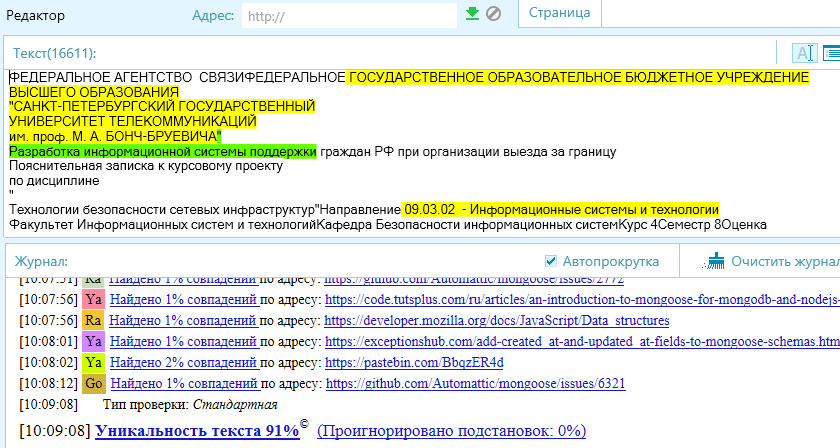 Редактор
Адрес: http://
Страница
Текст(16611):
ФЕДЕРАЛЬНОЕ АГЕНТСТВО СВЯЗИФЕДЕРАЛЬНОЕ ГОСУДАРСТВЕННОЕ ОБРАЗОВАТЕЛЬНОЕ БЮДЖЕТНОЕ УЧРЕЖДЕНИЕ
ВЫСШЕГО ОБРАЗОВАНИЯ
"САНКТ-ПЕТЕРБУРГСКИЙ ГОСУДАРСТВЕННЫЙ
УНИВЕРСИТЕТ ТЕЛЕКОММУНИКАЦИЙ
им. проф. М. А. БОНЧ-БРУЕВИЧА"
Разработка информационной системы поддержки граждан РФ при организации выезда за границу
Пояснительная записка к курсовому проекту
по дисциплине
"
Технологии безопасности сетевых инфраструктур"Направление 09.03.02 - Информационные системы и технологии
Факультет Информационных систем и технологийКафедра Безопасности информационных системКурс 4Семестр 8Оценка
Журнал:
Автопрокрутка
Очистить журнал
[10:07:51] Ra Найдено 1% совпадений по адресу: https://github.com/Automattic/mongoose/issues/2772
[10:07:56] Ya Найдено 1% совпадений по адресу: https://code.tutsplus.com/ru/articles/an-introduction-to-mongoose-for-mongodb-and-nodejs-
[10:07:56] Ra Найдено 1% совпадений по адресу: https://developer.mozilla.org/docs/JavaScript/Data_structures
[10:08:01] Ya Найдено 1% совпадений по адресу: https://exceptionshub.com/add-created_at-and-updated_at-fields-to-mongoose-schemas.htm
[10:08:02] Ya Найдено 2% совпадений по адресу: https://pastebin.com/BbqzER4d
[10:08:12] Go Найдено 1% совпадений по адресу: https://github.com/Automattic/mongoose/issues/6321
[10:09:08] Тип проверки: Стандартная
[10:09:08] Уникальность текста 91%© (Проигнорировано подстановок: 0%)